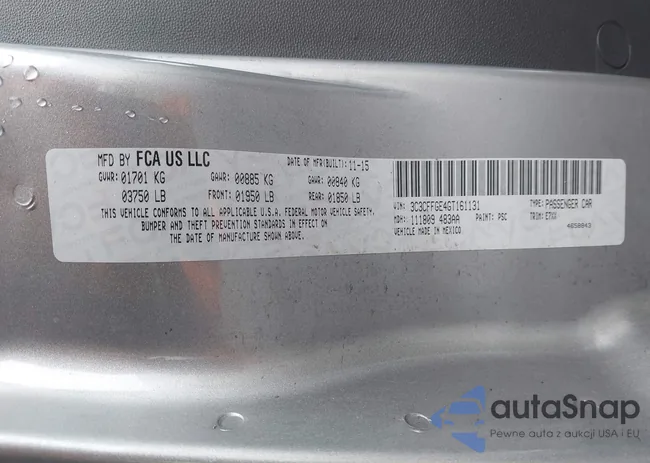 MFD BY FCA US LLC DATE OF MFR(BUILT): 11-15
GVWR: 01701 KG GAWR: 00885 KG GAWR: 00840 KG
03750 LB FRONT: 01950 LB REAR: 01850 LB
THIS VEHICLE CONFORMS TO ALL APPLICABLE U.S.A. FEDERAL MOTOR VEHICLE SAFETY,
BUMPER AND THEFT PREVENTION STANDARDS IN EFFECT ON
THE DATE OF MANUFACTURE SHOWN ABOVE.
VIN: 3C3CFFGE4GT161131 TYPE: PASSENGER CAR
MDH: 111809 483AA PAINT: PSC TRIM: E7XX
VEHICLE MADE IN MEXICO 4658843
autaSnap
Pewne auta z aukcji USA i EU